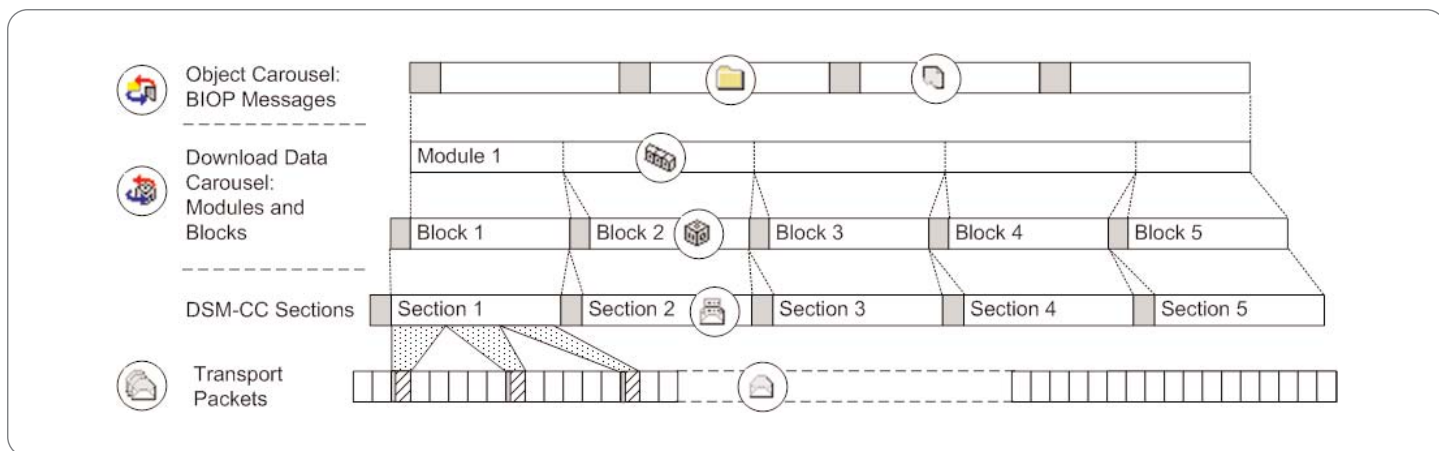 Object Carousel:
BIOP Messages
Module 1
Download Data
Carousel:
Modules and
Blocks
Block 1
Block 2
Block 3
Block 4
Block 5
DSM-CC Sections
Section 1
Section 2
Section 3
Section 4
Section 5
Transport
Packets